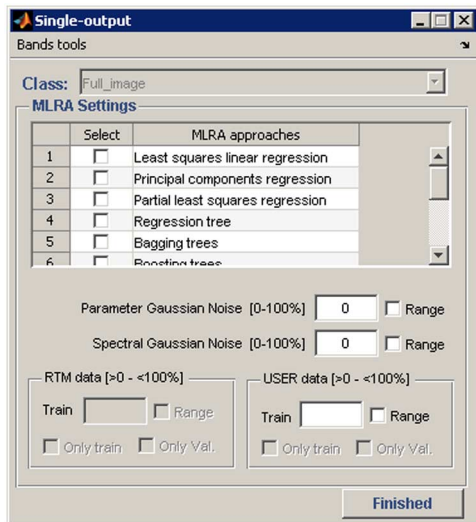 Single-output
Bands tools
Class: Full_image
MLRA Settings
Select MLRA approaches
1 Least squares linear regression
2 Principal components regression
3 Partial least squares regression
4 Regression tree
5 Bagging trees
6 Boosting trees
Parameter Gaussian Noise [0-100%] 0 Range
Spectral Gaussian Noise [0-100%] 0 Range
RTM data [>0 - <100%]
Train Range
Only train Only Val.
USER data [>0 - <100%]
Train Range
Only train Only Val.
Finished